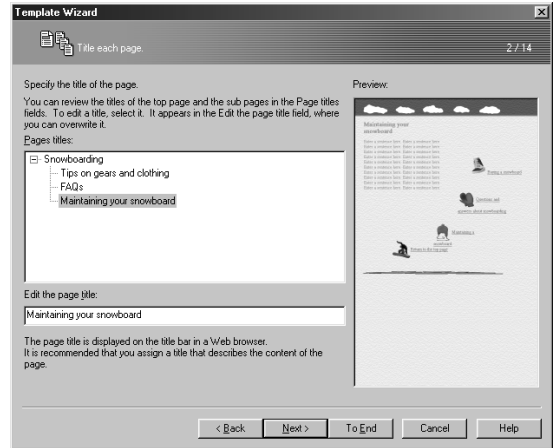 Template Wizard
Title each page.
2 / 14
Specify the title of the page.
You can review the titles of the top page and the sub pages in the Page titles
fields. To edit a title, select it. It appears in the Edit the page title field, where
you can overwrite it.
Pages titles:
Snowboarding
Tips on gears and clothing
FAQs
Maintaining your snowboard
Edit the page title:
Maintaining your snowboard
The page title is displayed on the title bar in a Web browser.
It is recommended that you assign a title that describes the content of the
page.
Preview:
Maintaining your
snowboard
< Back
Next >
To End
Cancel
Help